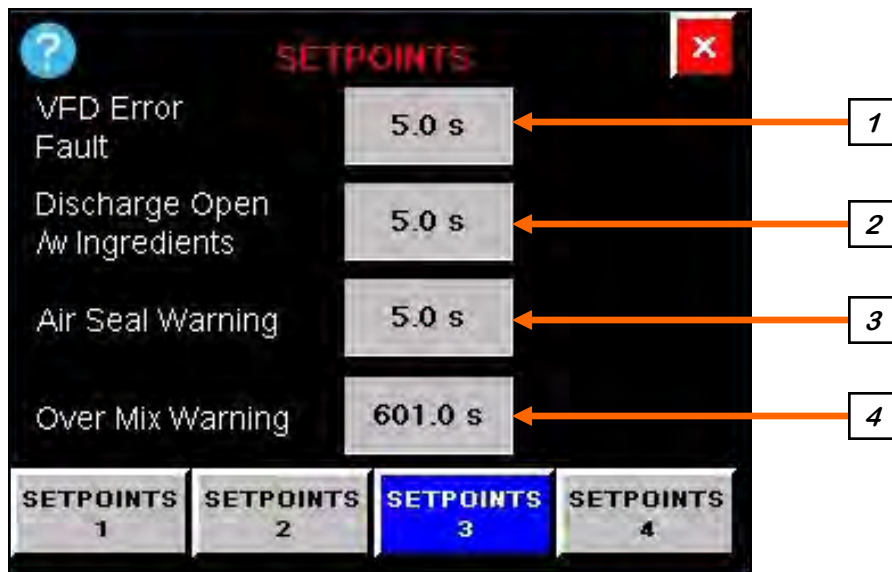 ?
SETPOINTS
×
VFD Error
Fault
5.0 s
1
Discharge Open
/w Ingredients
5.0 s
2
Air Seal Warning
5.0 s
3
Over Mix Warning
601.0 s
4
SETPOINTS
1
SETPOINTS
2
SETPOINTS
3
SETPOINTS
4